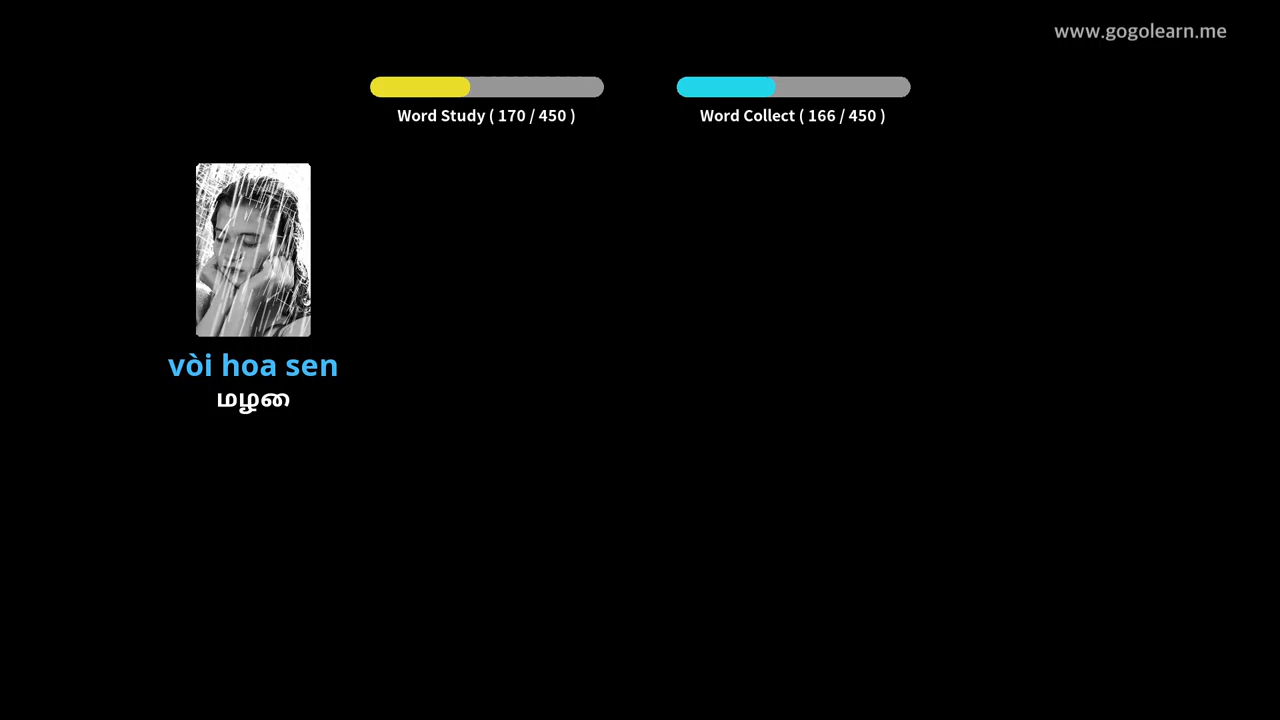 www.gogolearn.me
Word Study ( 170 / 450 )
Word Collect ( 166 / 450 )
vòi hoa sen
மழை